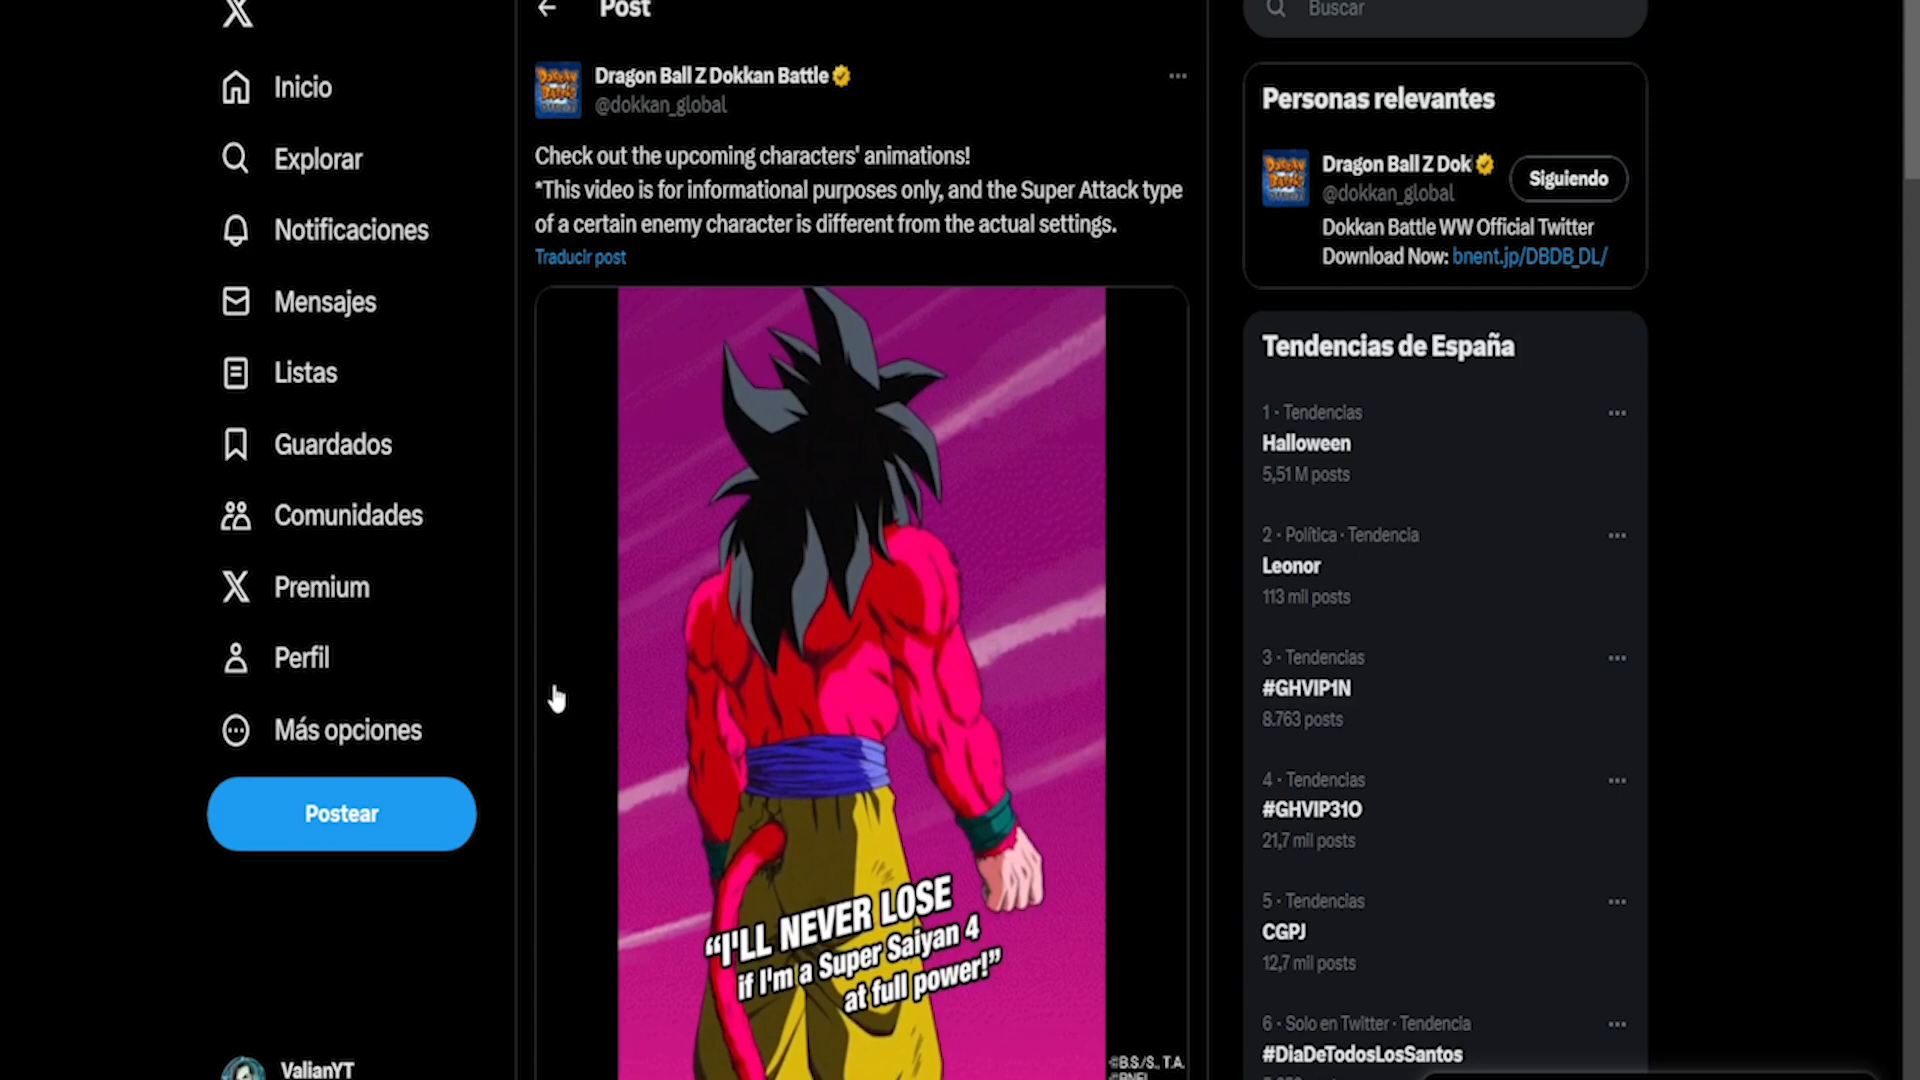 X
Inicio
Explorar
Notificaciones
Mensajes
Listas
Guardados
Comunidades
Premium
Perfil
Más opciones
Postear
ValianYT
Post
Dragon Ball Z Dokkan Battle
@dokkan_global
Check out the upcoming characters' animations!
*This video is for informational purposes only, and the Super Attack type
of a certain enemy character is different from the actual settings.
Traducir post
“I'LL NEVER LOSE
if I'm a Super Saiyan 4
at full power!”
©B.S./S., T.A.
Buscar
Personas relevantes
Dragon Ball Z Dok
@dokkan_global
Siguiendo
Dokkan Battle WW Official Twitter
Download Now: bnent.jp/DBDB_DL/
Tendencias de España
1 · Tendencias
Halloween
5,51 M posts
2 · Política · Tendencia
Leonor
113 mil posts
3 · Tendencias
#GHVIP1N
8.763 posts
4 · Tendencias
#GHVIP31O
21,7 mil posts
5 · Tendencias
CGPJ
12,7 mil posts
6 · Solo en Twitter · Tendencia
#DiaDeTodosLosSantos